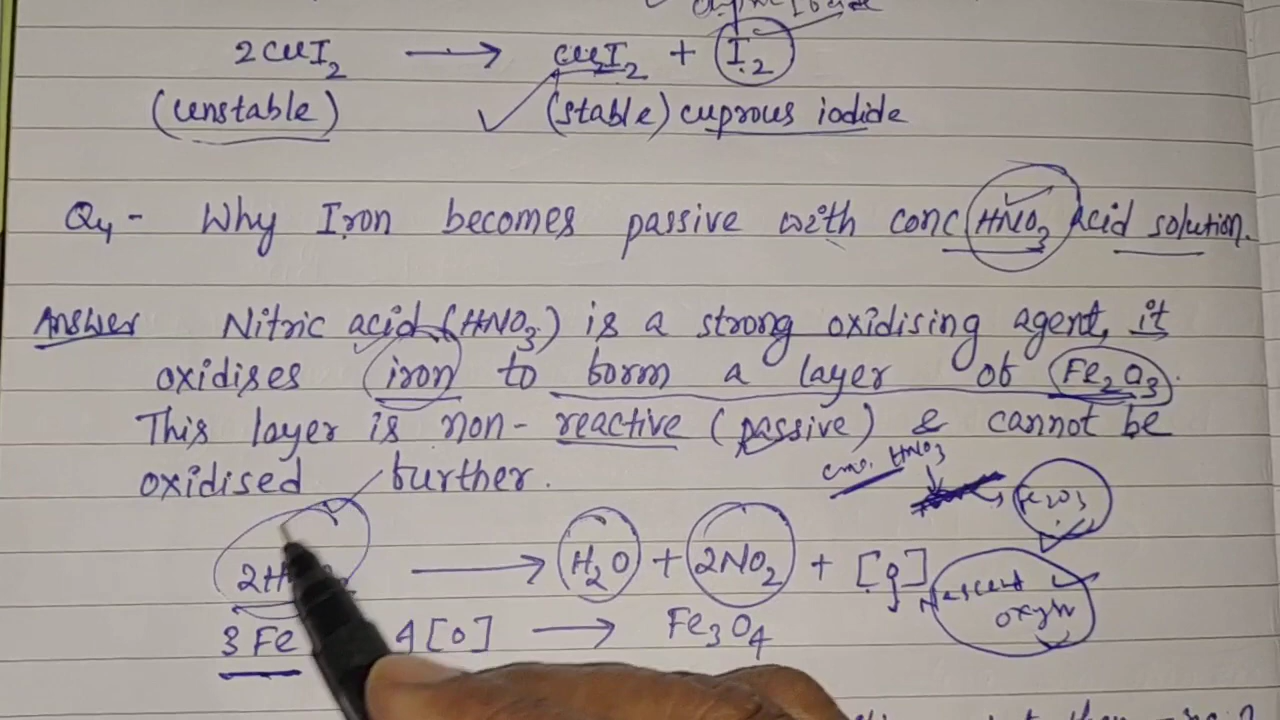 2CuI2 → Cu2I2 + I2
(unstable) (stable) cuprous iodide
Q4 - Why Iron becomes passive with conc HNO3 acid solution.
Answer Nitric acid (HNO3) is a strong oxidising agent, it
oxidises iron to form a layer of Fe2O3.
This layer is non-reactive (passive) & cannot be
oxidised further.
conc. HNO3
Fe2O3
→ H2O + 2NO2 + [O]
Nascent
oxygen
3Fe 4[O] → Fe3O4